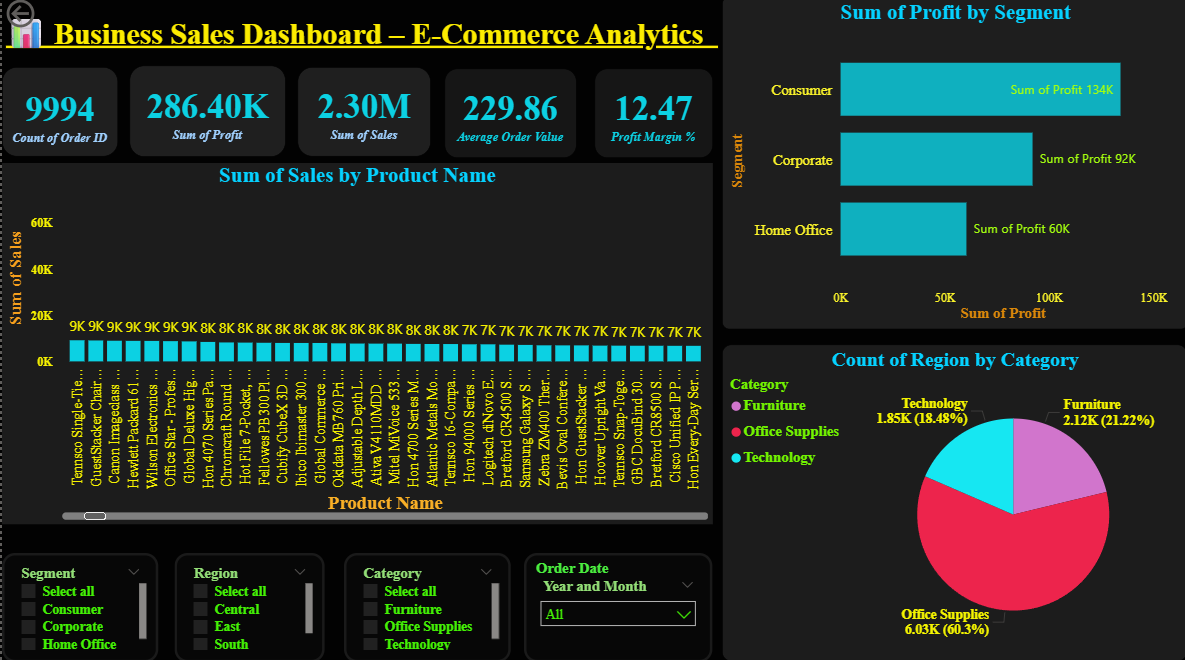 Business Sales Dashboard – E-Commerce Analytics
9994
Count of Order ID
286.40K
Sum of Profit
2.30M
Sum of Sales
229.86
Average Order Value
12.47
Profit Margin %
Sum of Sales by Product Name
Sum of Sales
60K
40K
20K
0K
9K 9K 9K 9K 9K 9K 9K 8K 8K 8K 8K 8K 8K 8K 8K 8K 8K 8K 8K 8K 8K 7K 7K 7K 7K 7K 7K 7K 7K 7K 7K 7K 7K 7K
Tennsco Single-Tie...
GuestStacker Chair...
Canon Imageclass ...
Hewlett Packard 61...
Wilson Electronics ...
Office Star - Profes...
Global Deluxe Hig...
Hon 4070 Series Pa...
Chromcraft Round ...
Hot File 7-Pocket, ...
Fellowes PB300 Pl...
Cubify CubeX 3D ...
Ibico Ibimaster 300...
Global Commerce ...
Okidata MB760 Pri...
Adjustable Depth L...
Ativa V4110MDD ...
Mitel MiVoice 533...
Hon 4700 Series M...
Atlantic Metals Mo...
Tennsco 16-Compa...
Hon 94000 Series ...
Logitech diNovo E...
Bretford CR4500 S...
Samsung Galaxy S ...
Zebra ZM400 Ther...
Bevis Oval Confere...
Hon GuestStacker ...
Hoover Upright Va...
Tennsco Snap-Toge...
GBC DocuBind 30...
Bretford CR8500 S...
Cisco Unified IP P...
Hon Every-Day Ser...
Product Name
Segment
Select all
Consumer
Corporate
Home Office
Region
Select all
Central
East
South
Category
Select all
Furniture
Office Supplies
Technology
Order Date
Year and Month
All
Sum of Profit by Segment
Segment
Consumer
Sum of Profit 134K
Corporate
Sum of Profit 92K
Home Office
Sum of Profit 60K
0K 50K 100K 150K
Sum of Profit
Count of Region by Category
Category
Furniture
Office Supplies
Technology
Technology
1.85K (18.48%)
Furniture
2.12K (21.22%)
Office Supplies
6.03K (60.3%)